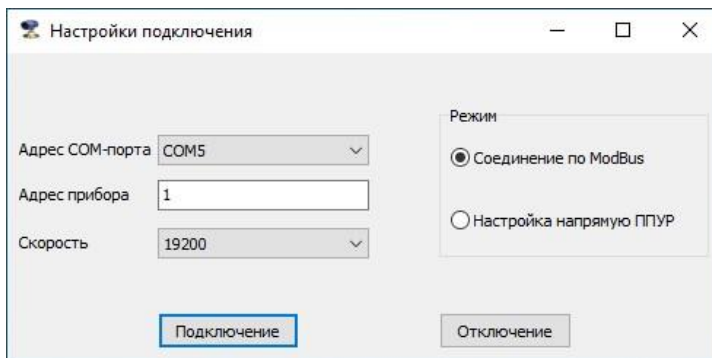 Настройки подключения
Режим
Адрес COM-порта COM5
Соединение по ModBus
Адрес прибора 1
Настройка напрямую ППУР
Скорость 19200
Подключение Отключение